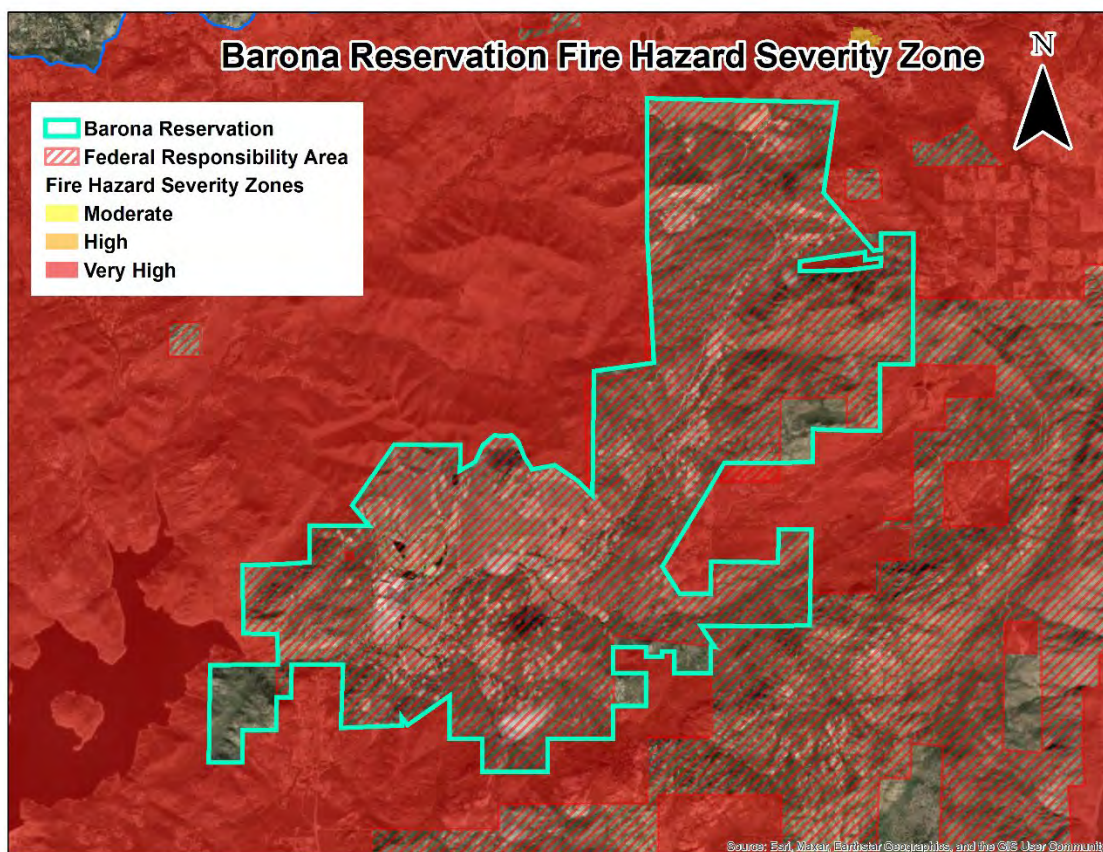 Barona Reservation Fire Hazard Severity Zone
N
Barona Reservation
Federal Responsibility Area
Fire Hazard Severity Zones
Moderate
High
Very High
Source: Esri, Maxar, Earthstar Geographics, and the GIS User Communit